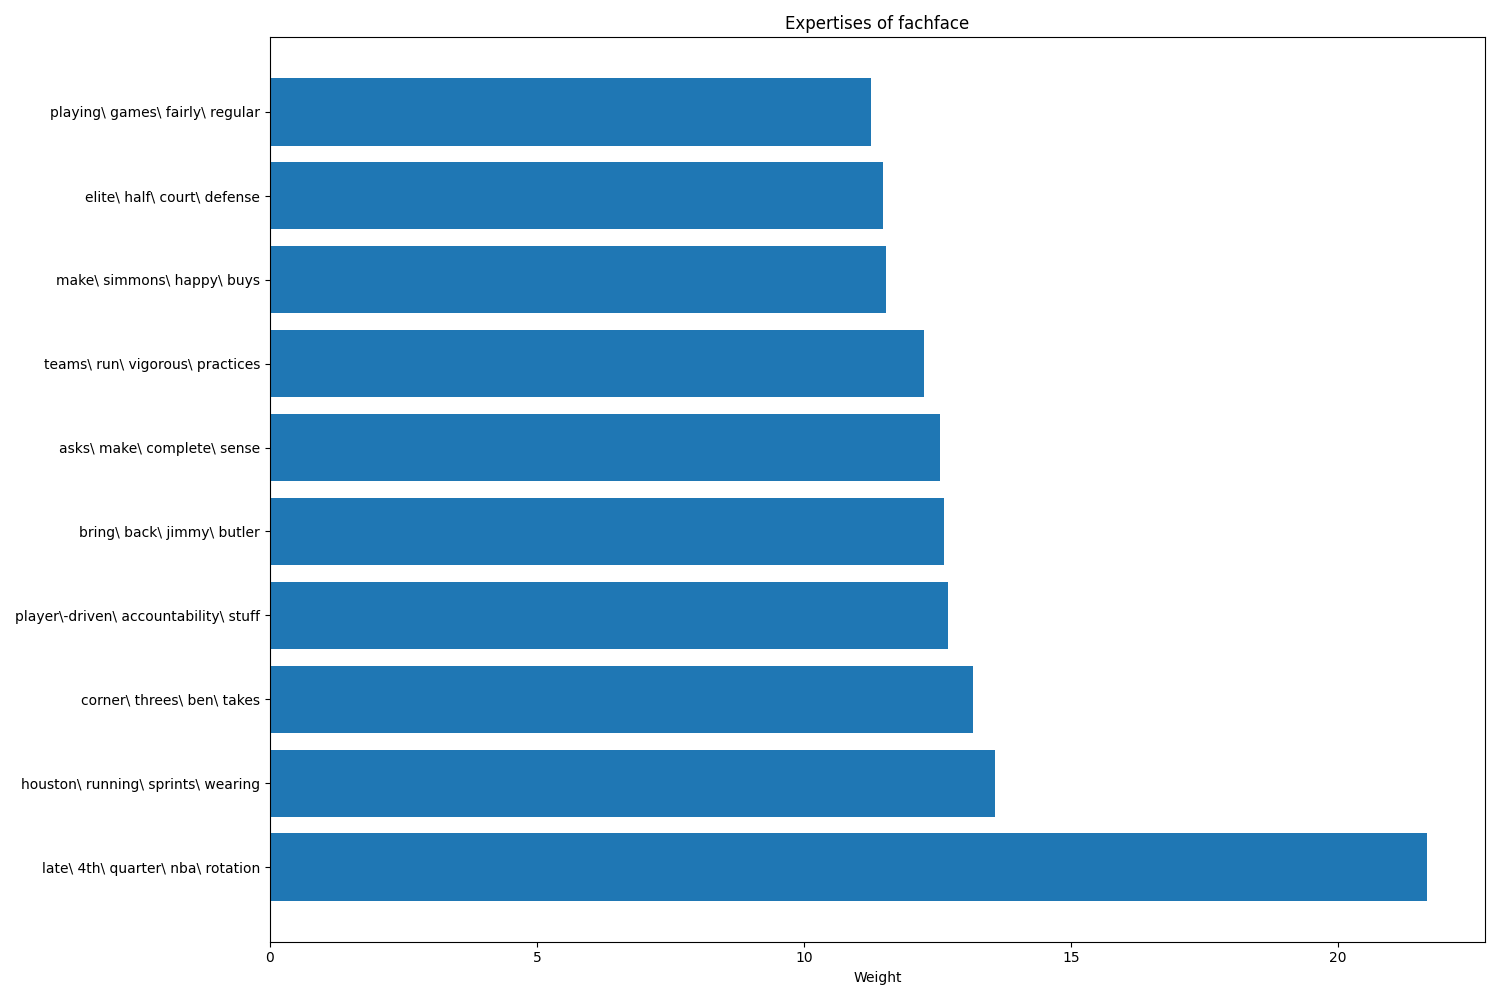 Expertises of fachface
playing\ games\ fairly\ regular
elite\ half\ court\ defense
make\ simmons\ happy\ buys
teams\ run\ vigorous\ practices
asks\ make\ complete\ sense
bring\ back\ jimmy\ butler
player\-driven\ accountability\ stuff
corner\ threes\ ben\ takes
houston\ running\ sprints\ wearing
late\ 4th\ quarter\ nba\ rotation
0 5 10 15 20
Weight